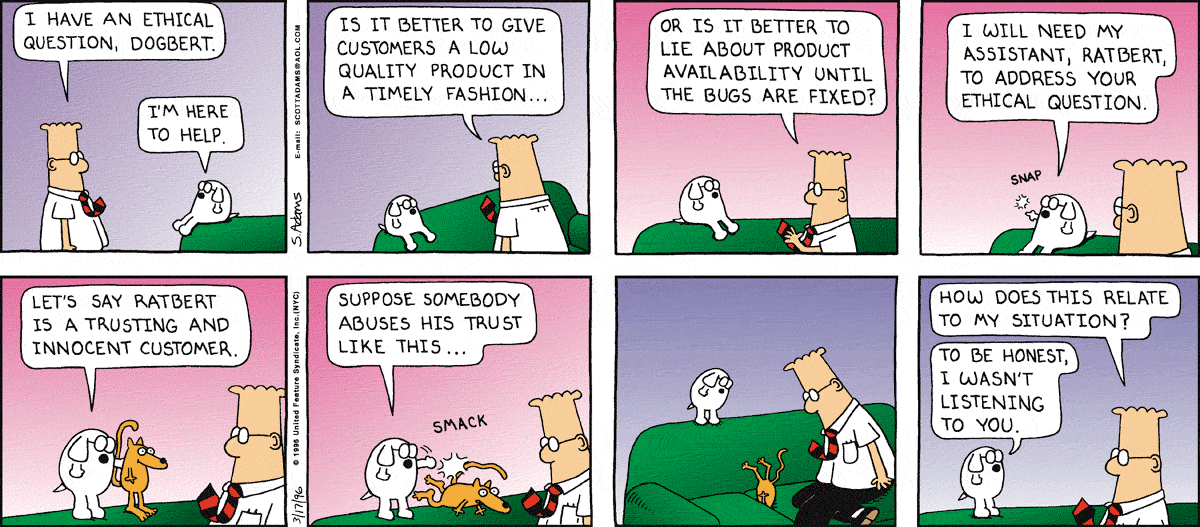 I HAVE AN ETHICAL
QUESTION, DOGBERT.
I'M HERE
TO HELP.
S.Adams
E-mail: SCOTTADAMS@AOL.COM
IS IT BETTER TO GIVE
CUSTOMERS A LOW
QUALITY PRODUCT IN
A TIMELY FASHION...
OR IS IT BETTER TO
LIE ABOUT PRODUCT
AVAILABILITY UNTIL
THE BUGS ARE FIXED?
I WILL NEED MY
ASSISTANT, RATBERT,
TO ADDRESS YOUR
ETHICAL QUESTION.
SNAP
LET'S SAY RATBERT
IS A TRUSTING AND
INNOCENT CUSTOMER.
3/17/96 © 1996 United Feature Syndicate, Inc.(NYC)
SUPPOSE SOMEBODY
ABUSES HIS TRUST
LIKE THIS...
SMACK
HOW DOES THIS RELATE
TO MY SITUATION?
TO BE HONEST,
I WASN'T
LISTENING
TO YOU.